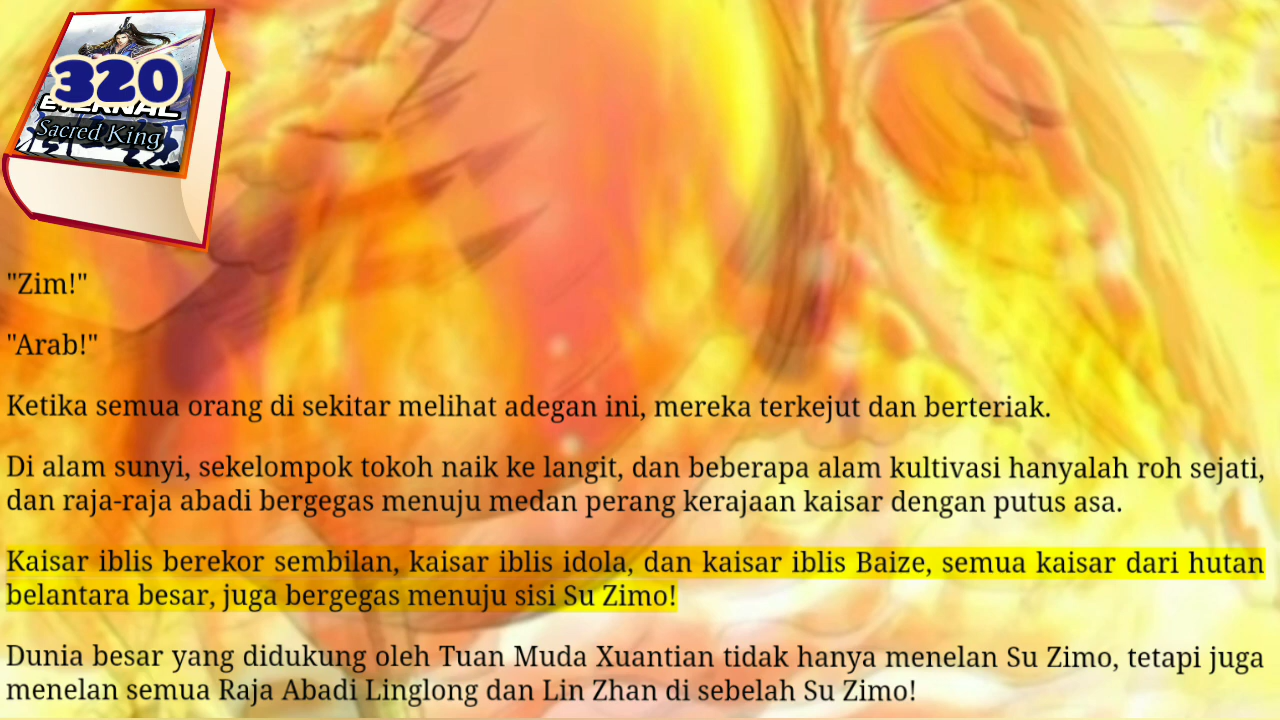 320
ETERNAL
Sacred King
"Zim!"
"Arab!"
Ketika semua orang di sekitar melihat adegan ini, mereka terkejut dan berteriak.
Di alam sunyi, sekelompok tokoh naik ke langit, dan beberapa alam kultivasi hanyalah roh sejati,
dan raja-raja abadi bergegas menuju medan perang kerajaan kaisar dengan putus asa.
Kaisar iblis berekor sembilan, kaisar iblis idola, dan kaisar iblis Baize, semua kaisar dari hutan
belantara besar, juga bergegas menuju sisi Su Zimo!
Dunia besar yang didukung oleh Tuan Muda Xuantian tidak hanya menelan Su Zimo, tetapi juga
menelan semua Raja Abadi Linglong dan Lin Zhan di sebelah Su Zimo!